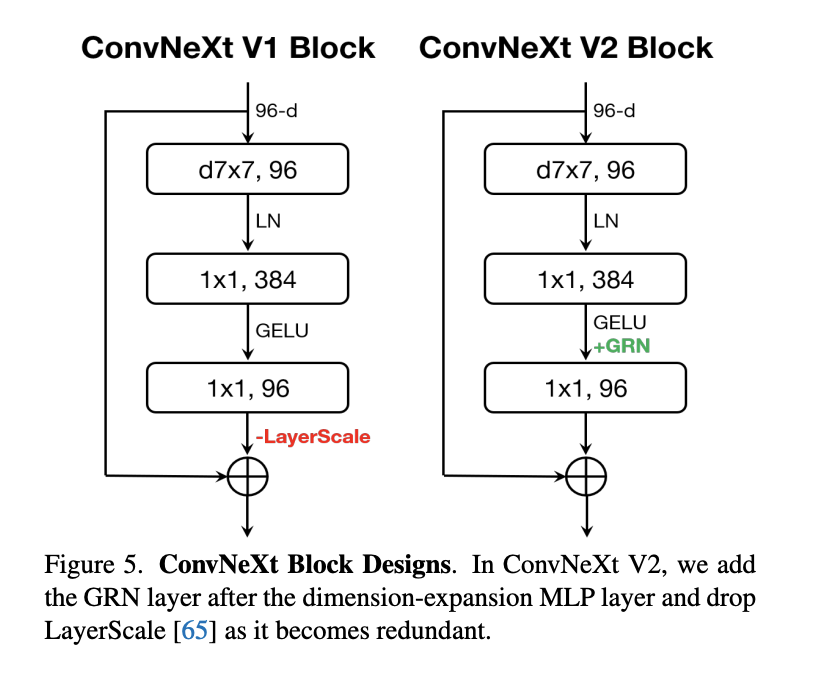 ConvNeXt V1 Block
96-d
d7x7, 96
LN
1x1, 384
GELU
1x1, 96
-LayerScale
ConvNeXt V2 Block
96-d
d7x7, 96
LN
1x1, 384
GELU
+GRN
1x1, 96
Figure 5. ConvNeXt Block Designs. In ConvNeXt V2, we add
the GRN layer after the dimension-expansion MLP layer and drop
LayerScale [65] as it becomes redundant.